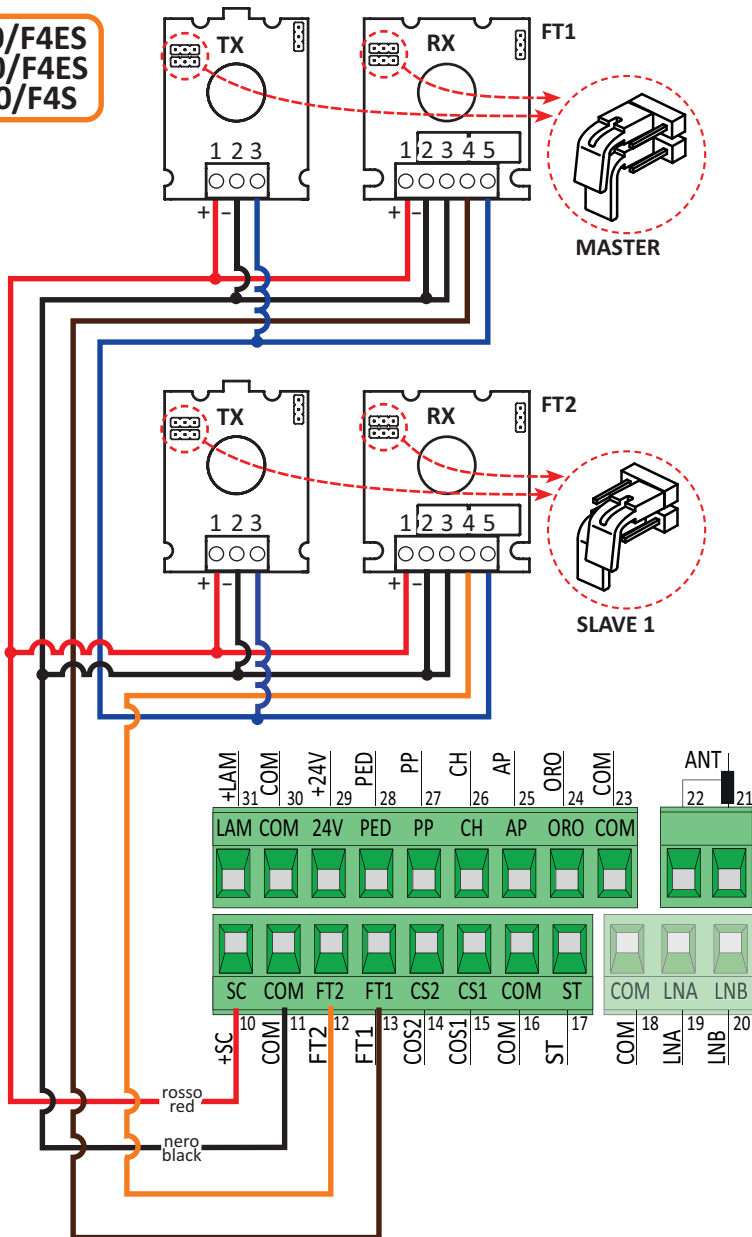 /F4ES
0/F4ES
0/F4S
TX
RX
FT1
1 2 3
1 2 3 4 5
+ –
+ –
MASTER
TX
RX
FT2
1 2 3
1 2 3 4 5
+ –
+ –
SLAVE 1
+LAM COM +24V PED PP CH AP ORO COM
31 30 29 28 27 26 25 24 23
LAM COM 24V PED PP CH AP ORO COM
ANT
22 21
SC COM FT2 FT1 CS2 CS1 COM ST
10 11 12 13 14 15 16 17
+SC COM FT2 FT1 COS2 COS1 COM ST
COM LNA LNB
18 19 20
COM LNA LNB
rosso
red
nero
black